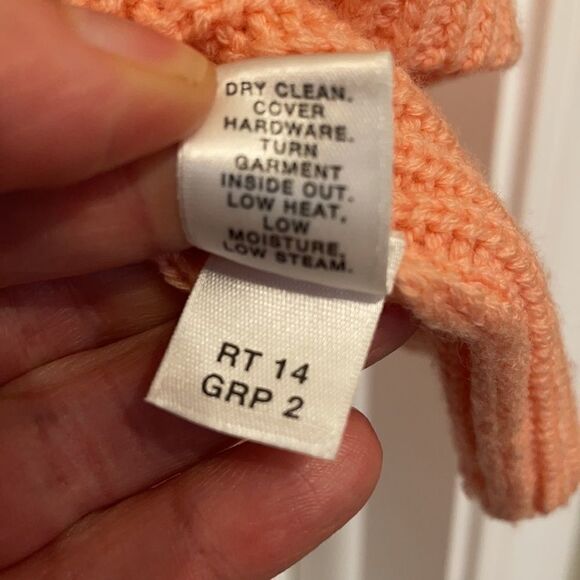 DRY CLEAN.
COVER
HARDWARE.
TURN
GARMENT
INSIDE OUT.
LOW HEAT,
LOW
MOISTURE,
LOW STEAM.
RT 14
GRP 2